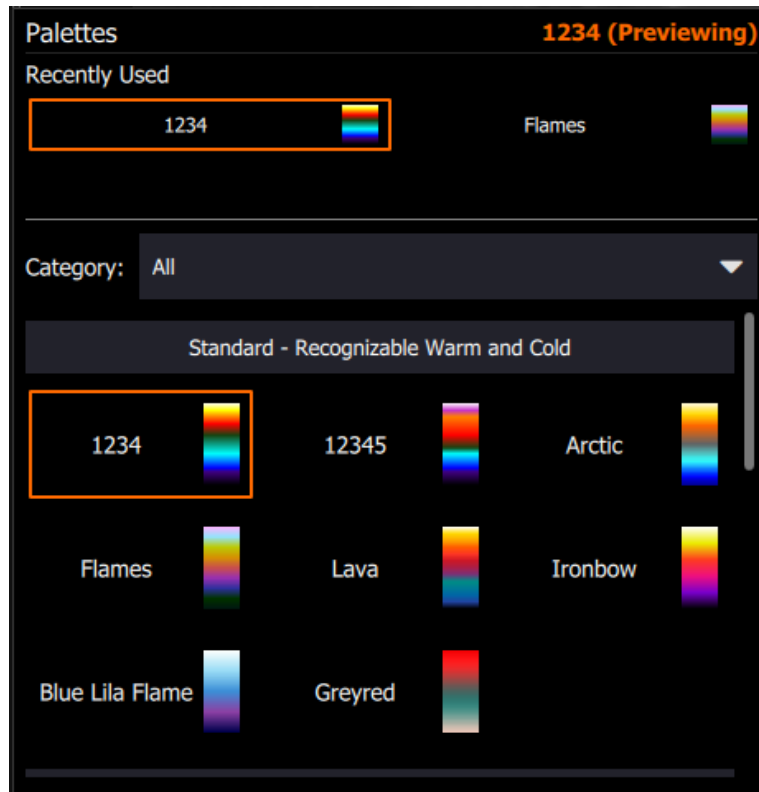 Palettes
1234 (Previewing)
Recently Used
1234
Flames
Category:
All
Standard - Recognizable Warm and Cold
1234
12345
Arctic
Flames
Lava
Ironbow
Blue Lila Flame
Greyred